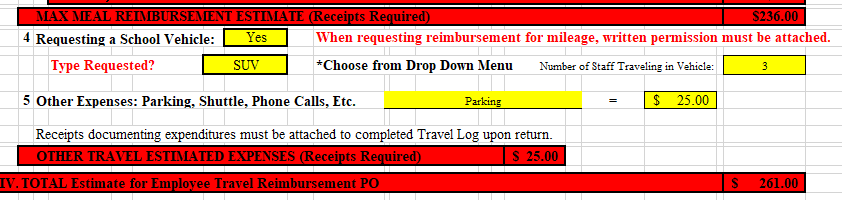 MAX MEAL REIMBURSEMENT ESTIMATE (Receipts Required) $236.00
4 Requesting a School Vehicle: Yes When requesting reimbursement for mileage, written permission must be attached.
Type Requested? SUV *Choose from Drop Down Menu Number of Staff Traveling in Vehicle: 3
5 Other Expenses: Parking, Shuttle, Phone Calls, Etc. Parking = $ 25.00
Receipts documenting expenditures must be attached to completed Travel Log upon return.
OTHER TRAVEL ESTIMATED EXPENSES (Receipts Required) $ 25.00
IV. TOTAL Estimate for Employee Travel Reimbursement PO $ 261.00